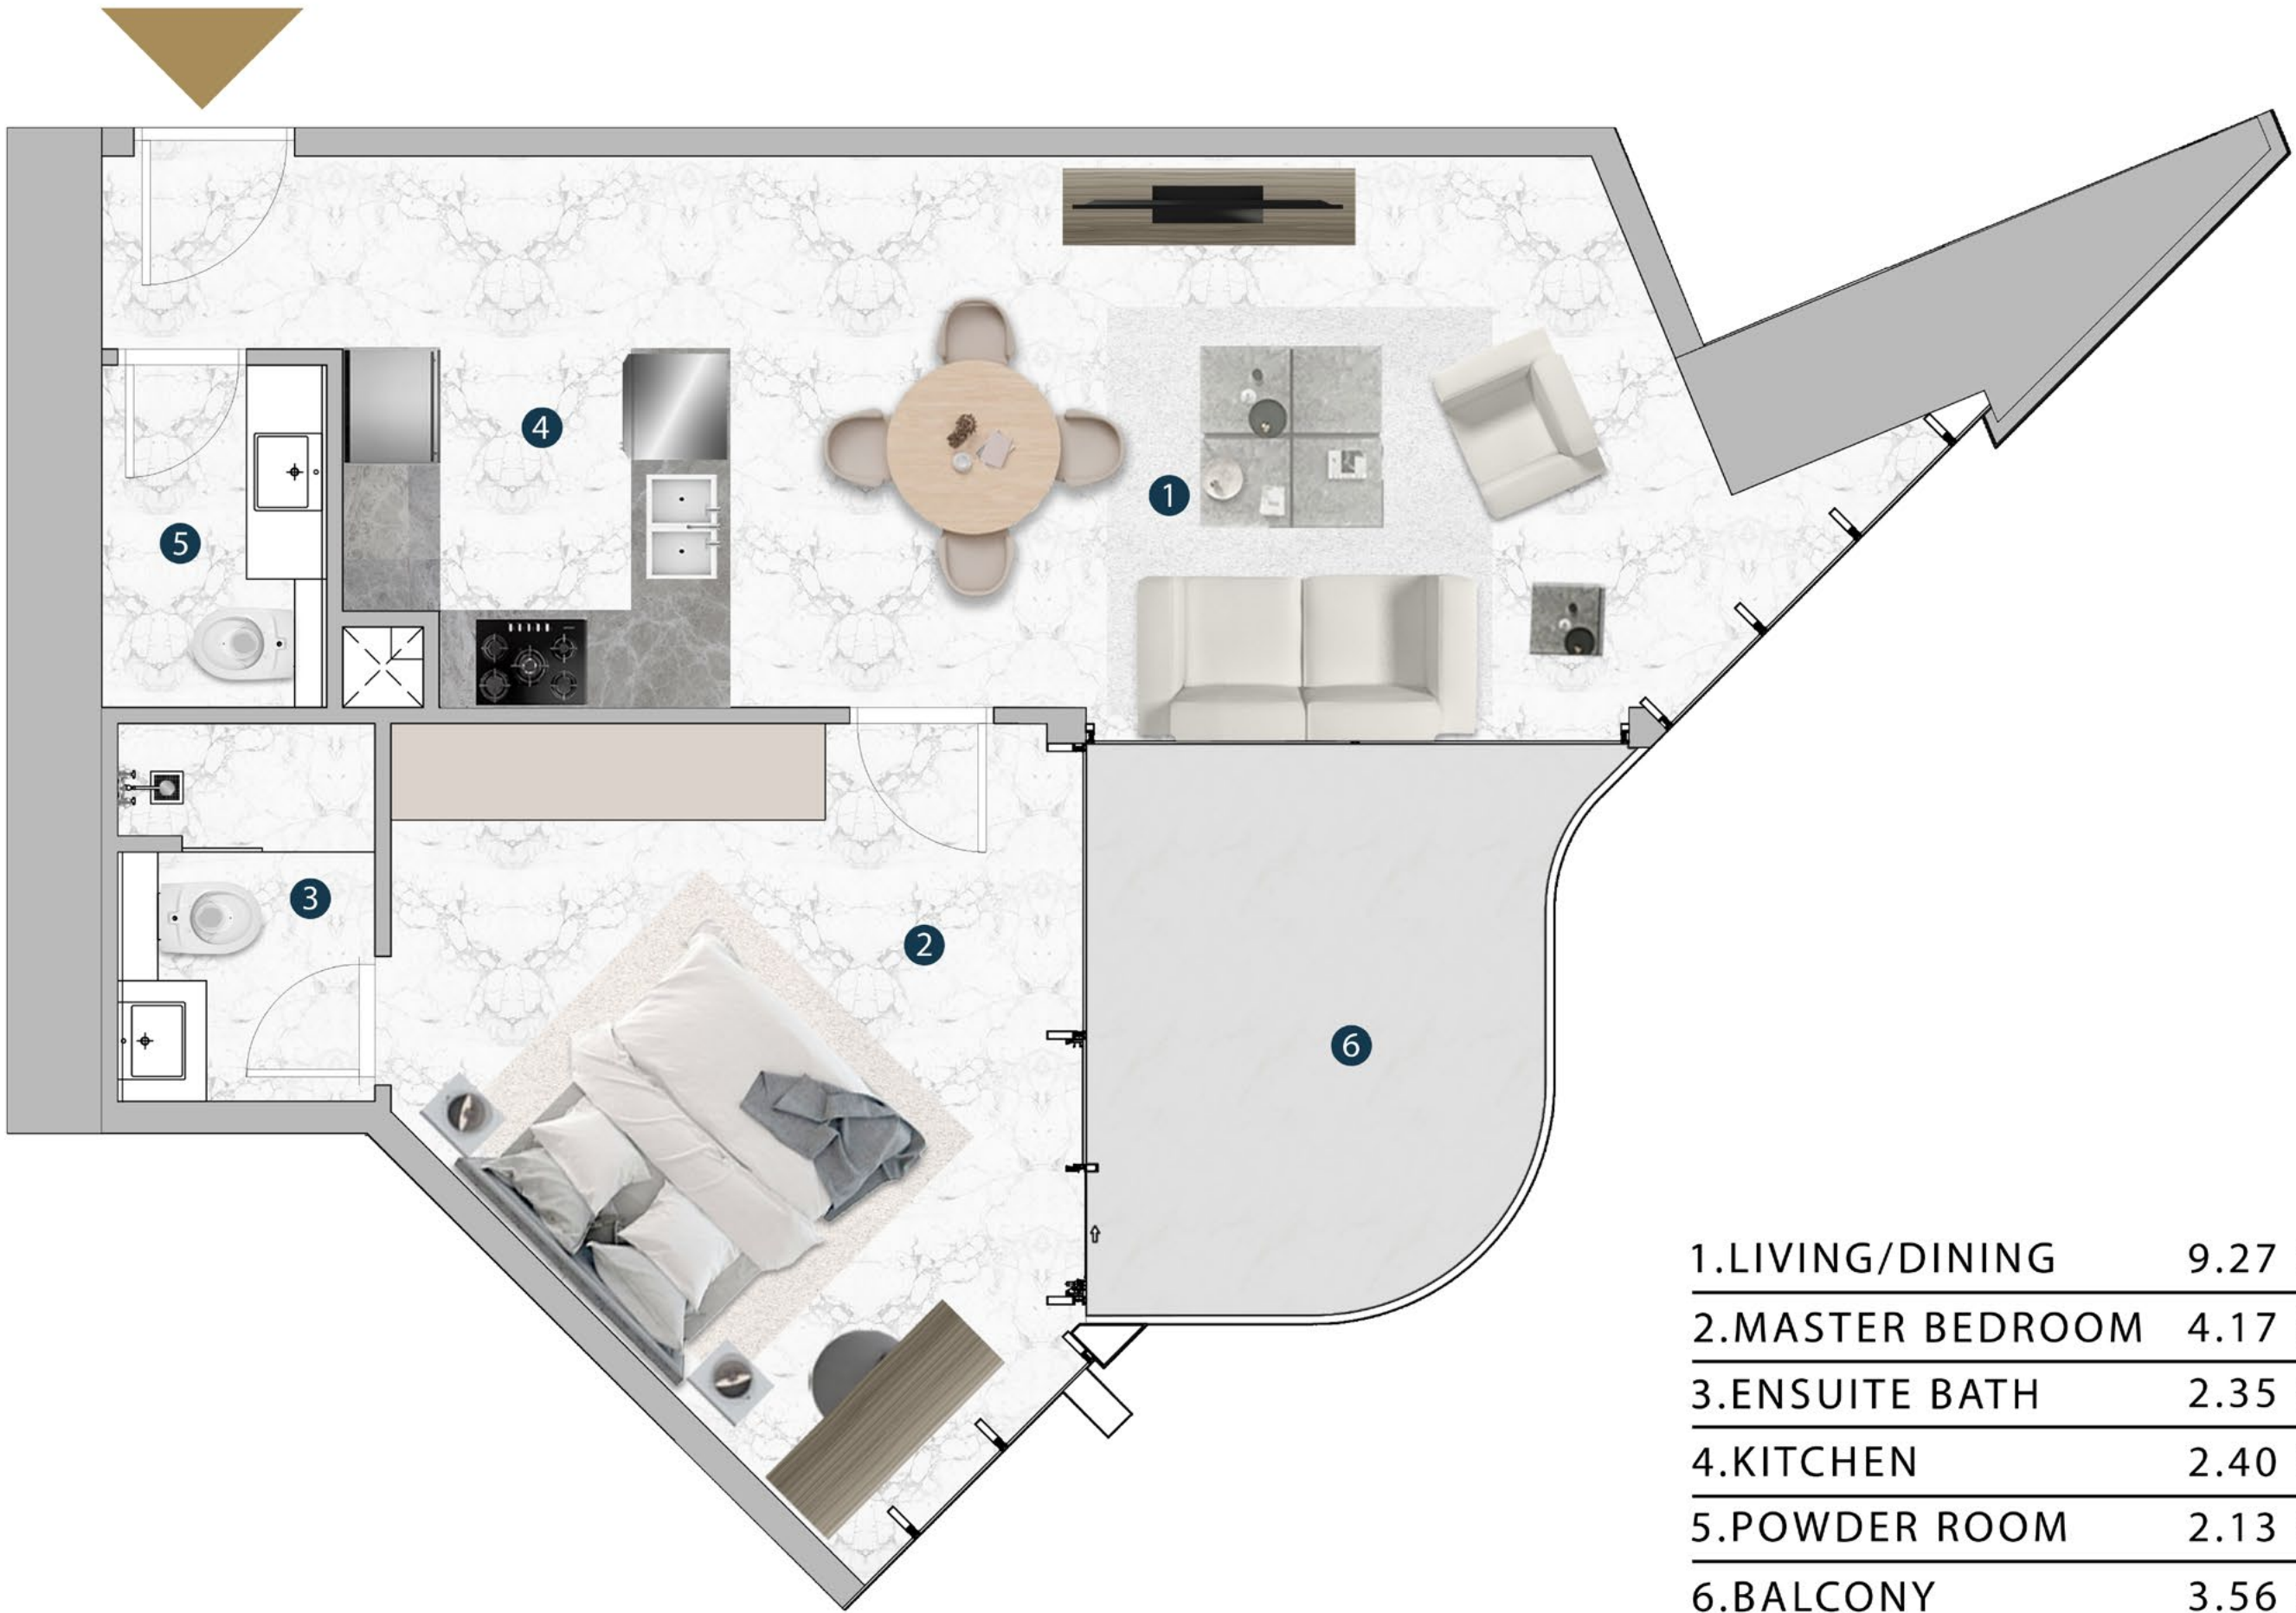 4
1
5
3
2
6
1.LIVING/DINING 9.27
2.MASTER BEDROOM 4.17
3.ENSUITE BATH 2.35
4.KITCHEN 2.40
5.POWDER ROOM 2.13
6.BALCONY 3.56